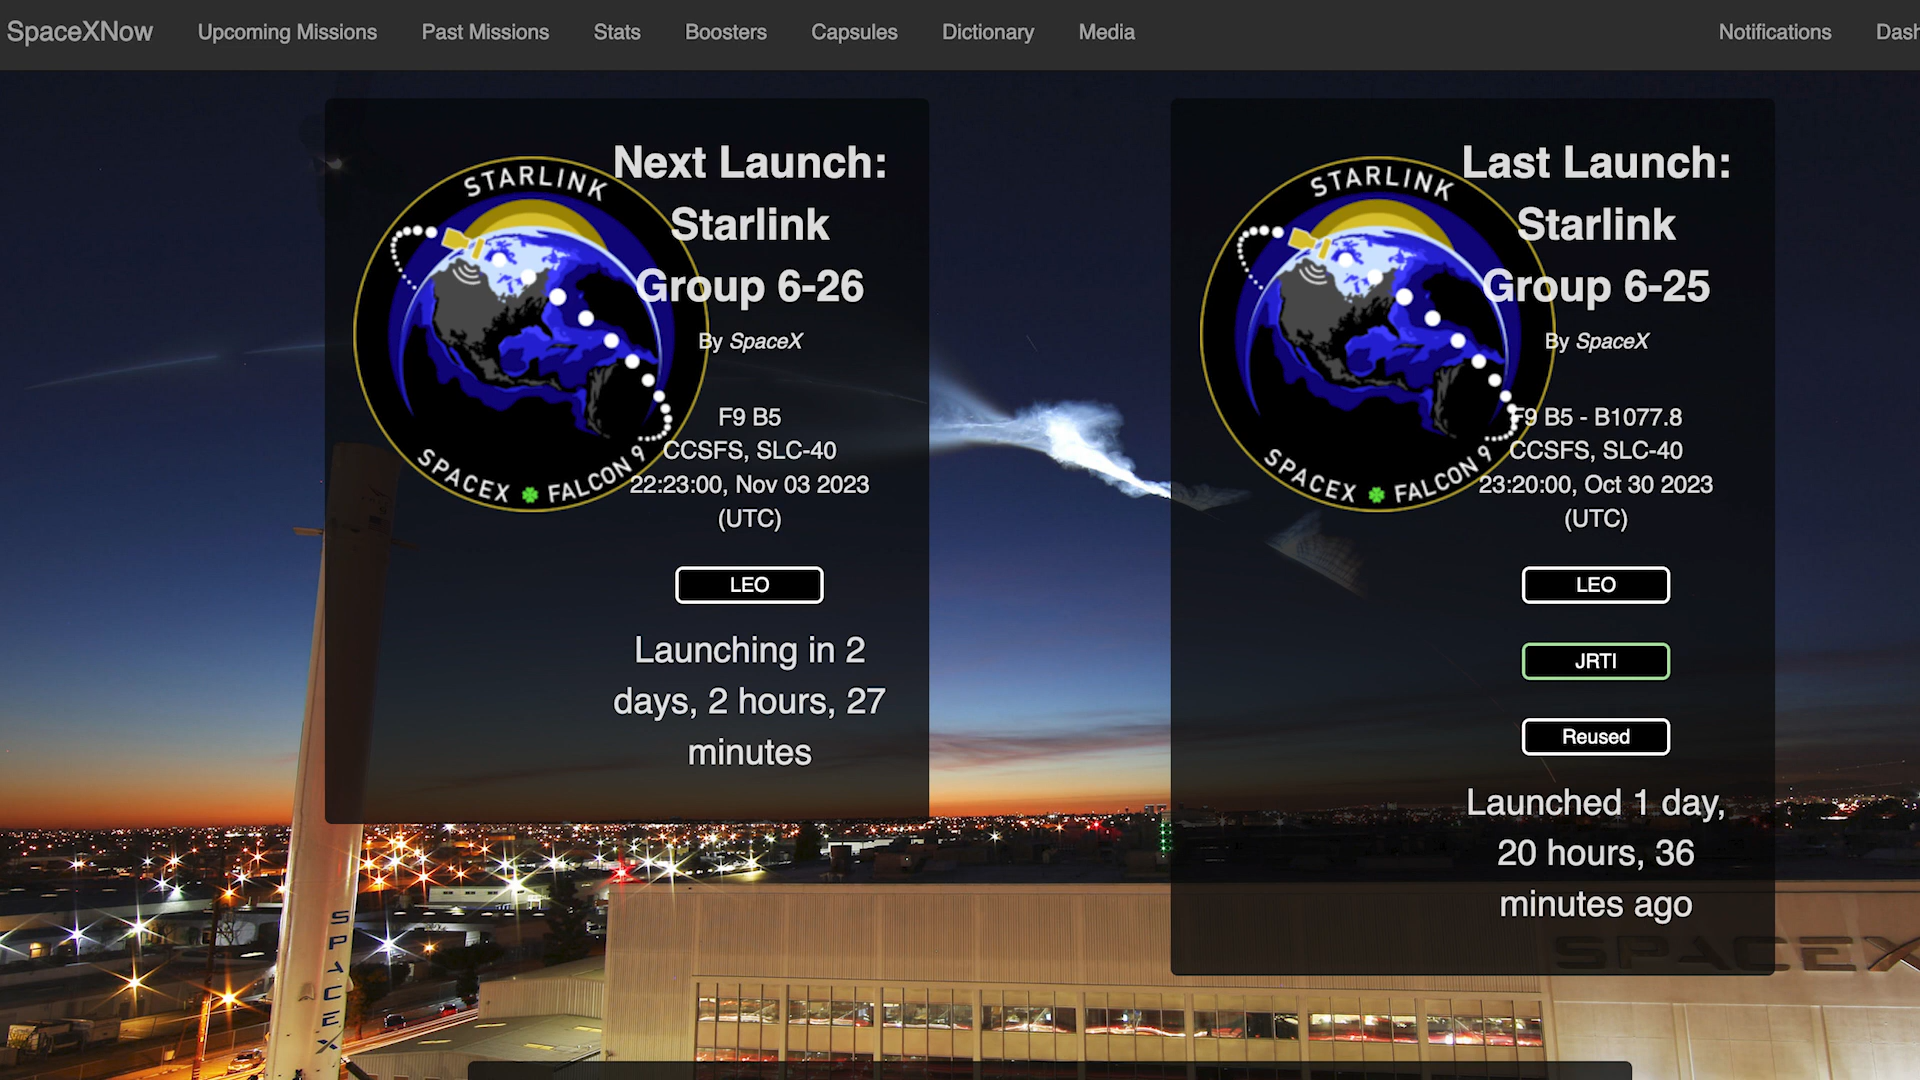 SpaceXNow Upcoming Missions Past Missions Stats Boosters Capsules Dictionary Media Notifications Dash
STARLINK
SPACEX FALCON 9
Next Launch:
Starlink
Group 6-26
By SpaceX
F9 B5
CCSFS, SLC-40
22:23:00, Nov 03 2023
(UTC)
LEO
Launching in 2
days, 2 hours, 27
minutes
STARLINK
SPACEX FALCON 9
Last Launch:
Starlink
Group 6-25
By SpaceX
F9 B5 - B1077.8
CCSFS, SLC-40
23:20:00, Oct 30 2023
(UTC)
LEO
JRTI
Reused
Launched 1 day,
20 hours, 36
minutes ago
SPACEX
SPACEX